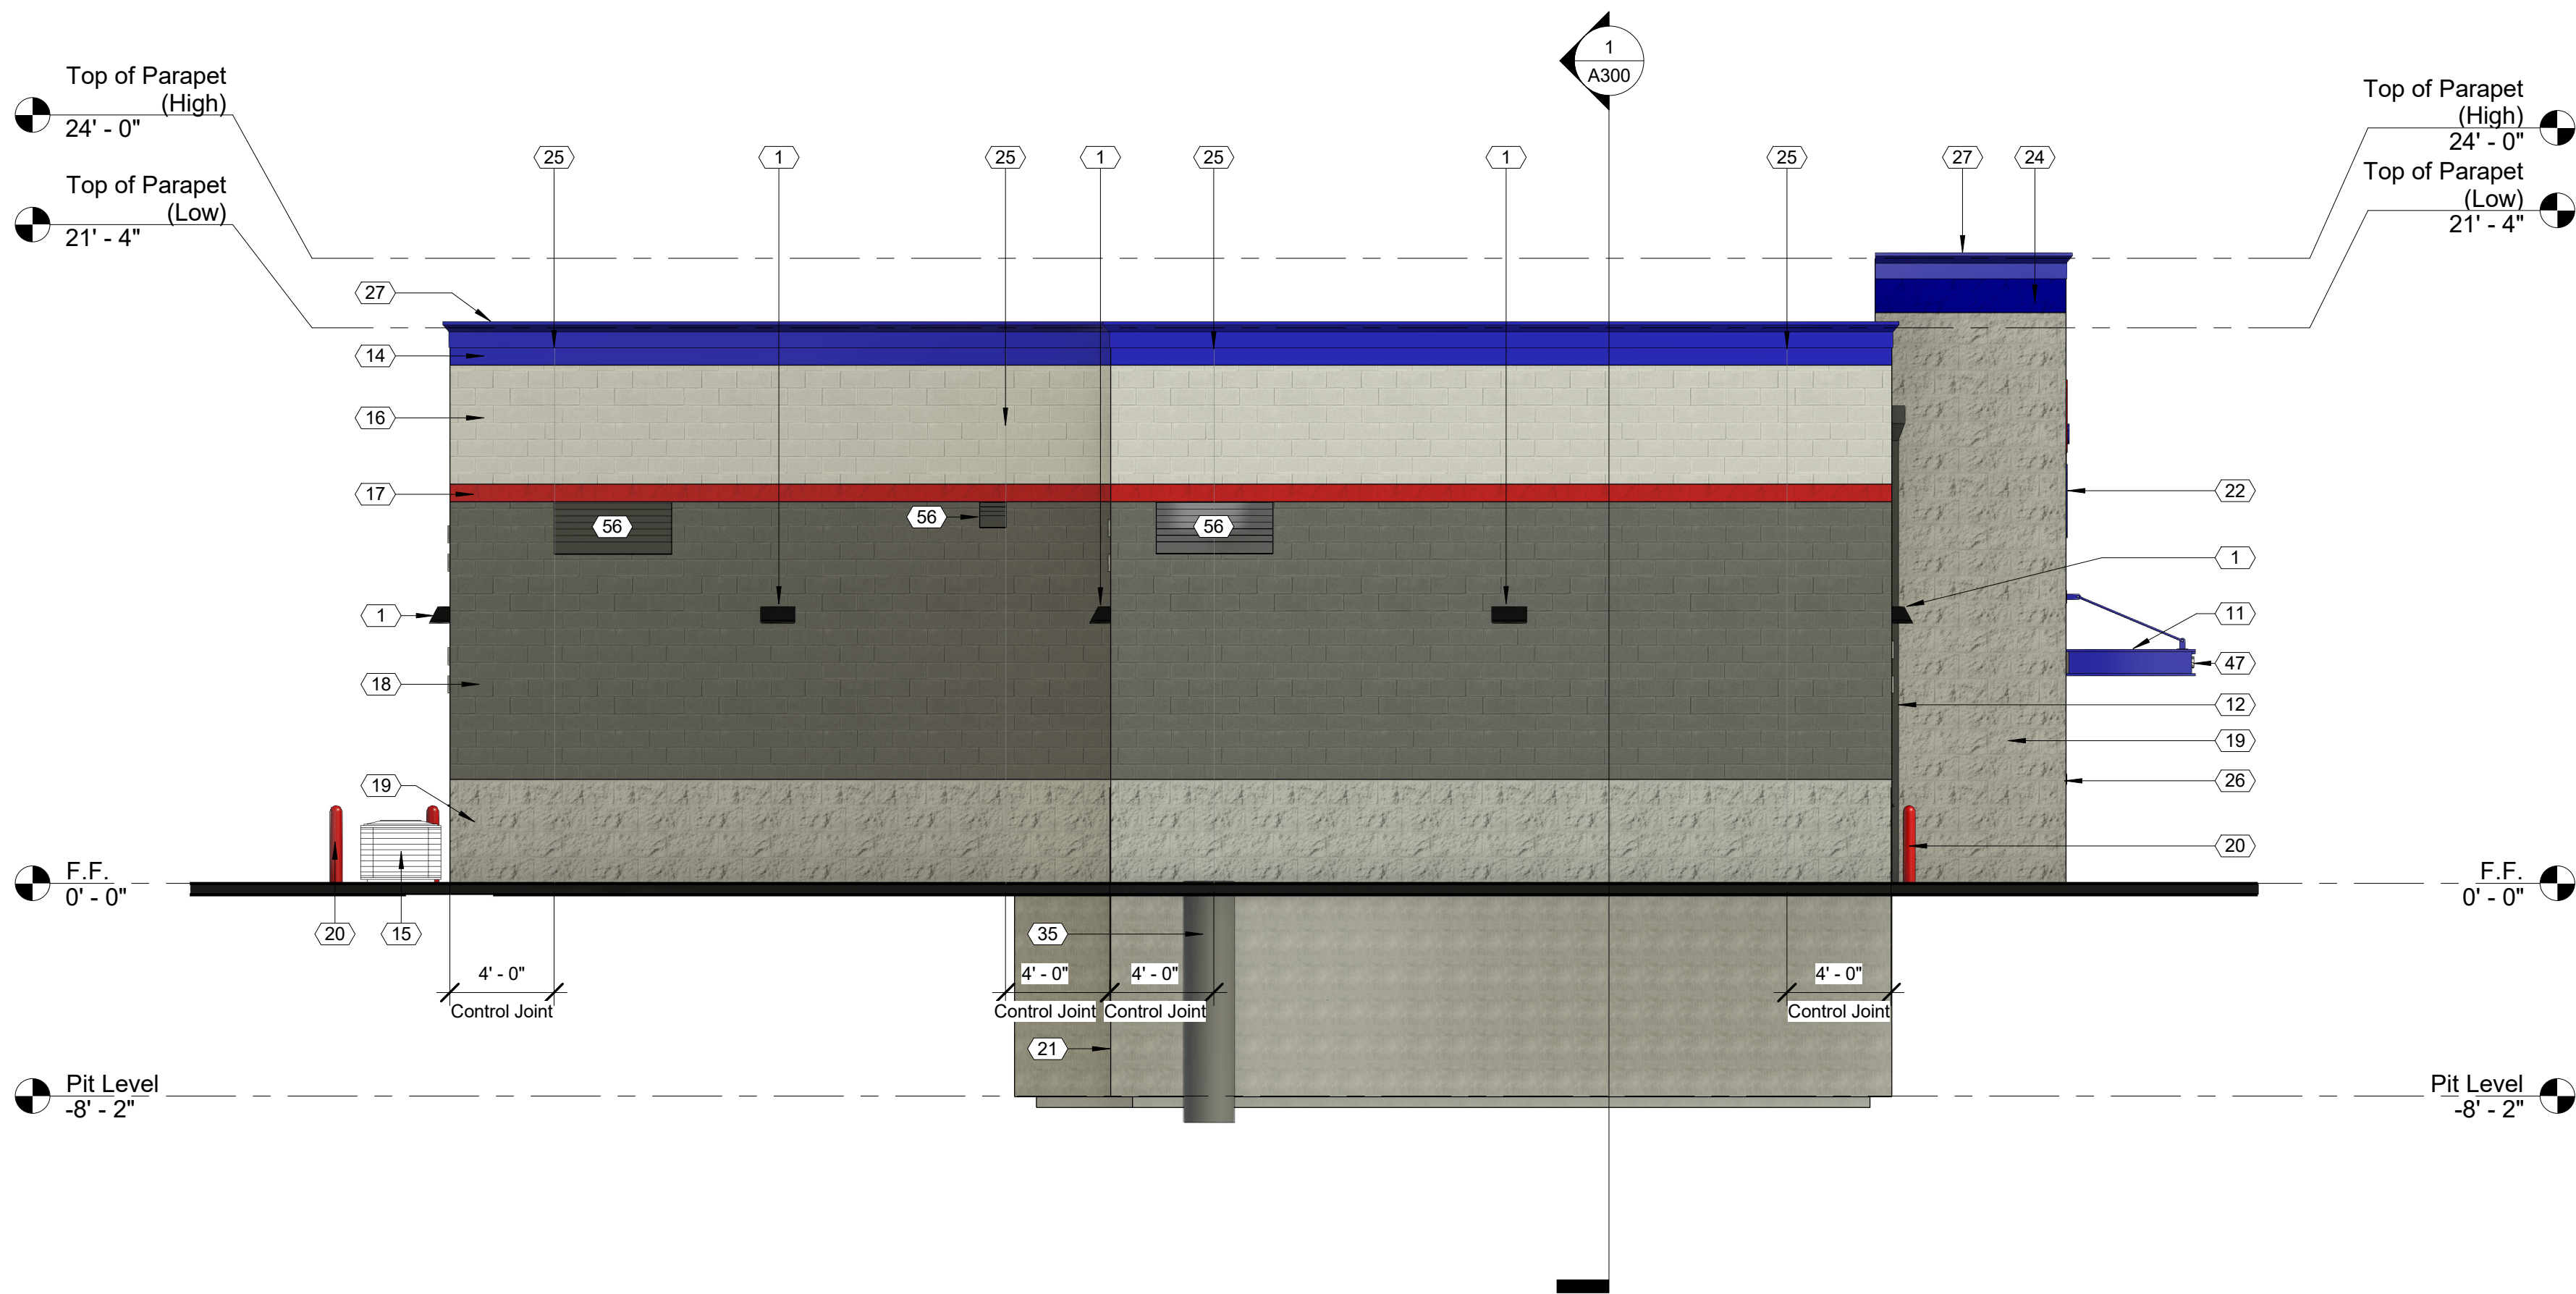 1
A300
Top of Parapet
(High)
24' - 0"
Top of Parapet
(High)
24' - 0"
25
1
25
1
25
1
25
27
24
Top of Parapet
(Low)
21' - 4"
Top of Parapet
(Low)
21' - 4"
27
14
16
17
22
56
56
56
1
1
11
47
18
12
19
26
19
20
F.F.
0' - 0"
F.F.
0' - 0"
20
15
35
4' - 0"
4' - 0"
4' - 0"
4' - 0"
Control Joint
Control Joint
Control Joint
Control Joint
21
Pit Level
-8' - 2"
Pit Level
-8' - 2"